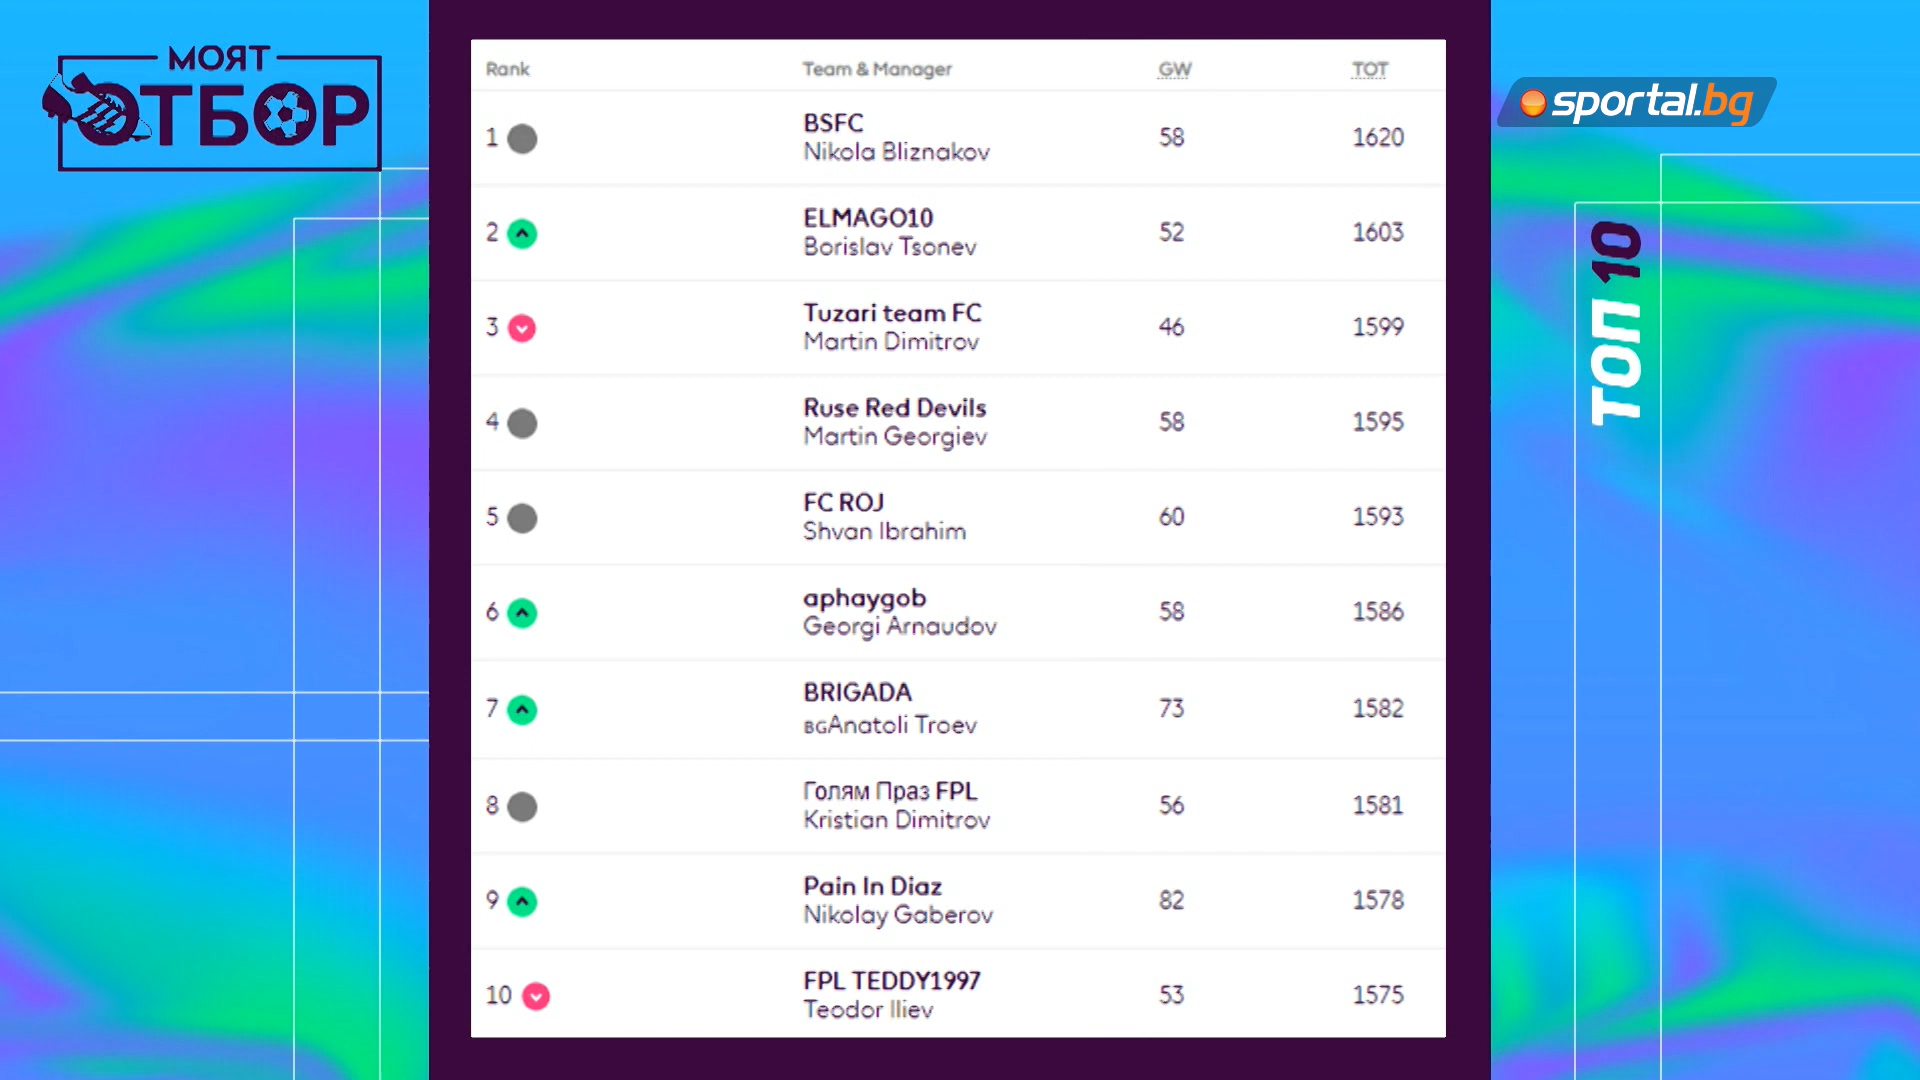 МОЯТ
ОТБОР
sportal.bg
ТОП 10
Rank Team & Manager GW TOT
1 BSFC 58 1620
Nikola Bliznakov
2 ELMAGO10 52 1603
Borislav Tsonev
3 Tuzari team FC 46 1599
Martin Dimitrov
4 Ruse Red Devils 58 1595
Martin Georgiev
5 FC ROJ 60 1593
Shvan Ibrahim
6 aphaygob 58 1586
Georgi Arnaudov
7 BRIGADA 73 1582
BGAnatoli Troev
8 Голям Праз FPL 56 1581
Kristian Dimitrov
9 Pain In Diaz 82 1578
Nikolay Gaberov
10 FPL TEDDY1997 53 1575
Teodor Iliev